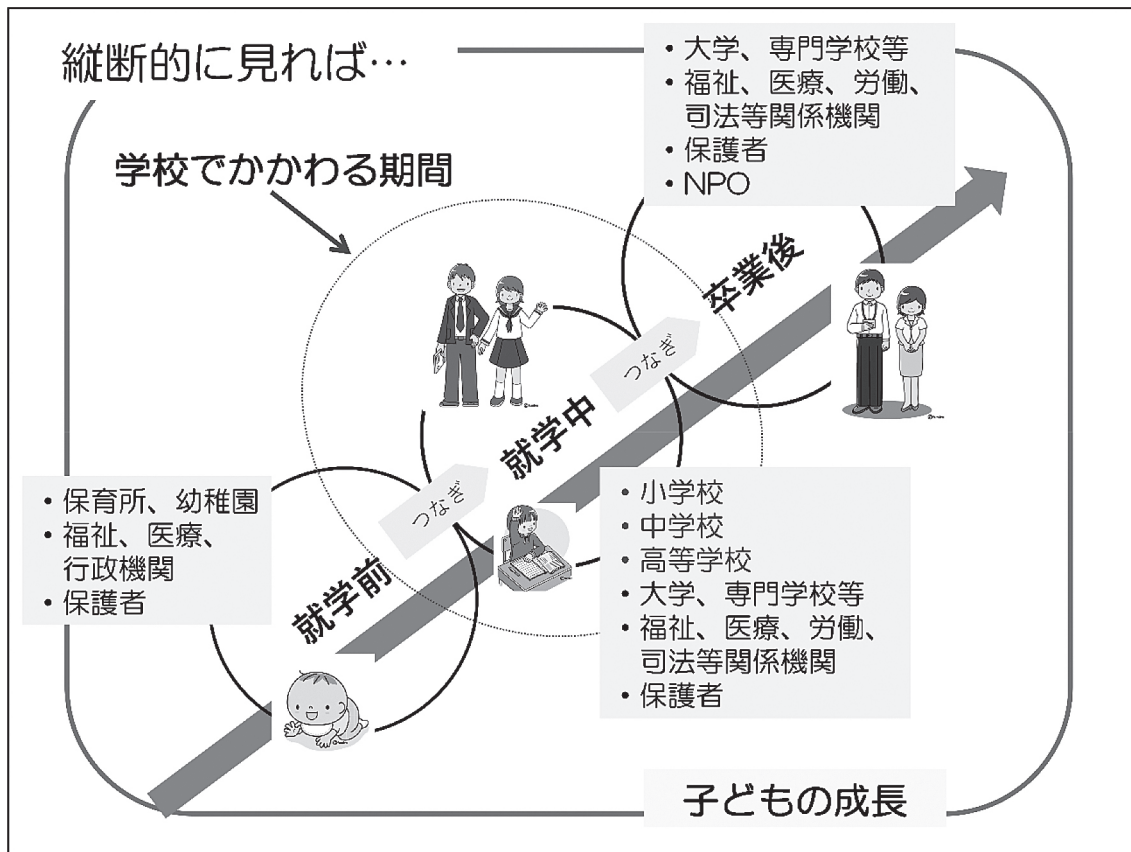 縦断的に見れば…
・大学、専門学校等
・福祉、医療、労働、
司法等関係機関
・保護者
・NPO
学校でかかわる期間
卒業後
つなぎ
就学中
つなぎ
就学前
・保育所、幼稚園
・福祉、医療、
行政機関
・保護者
・小学校
・中学校
・高等学校
・大学、専門学校等
・福祉、医療、労働、
司法等関係機関
・保護者
子どもの成長